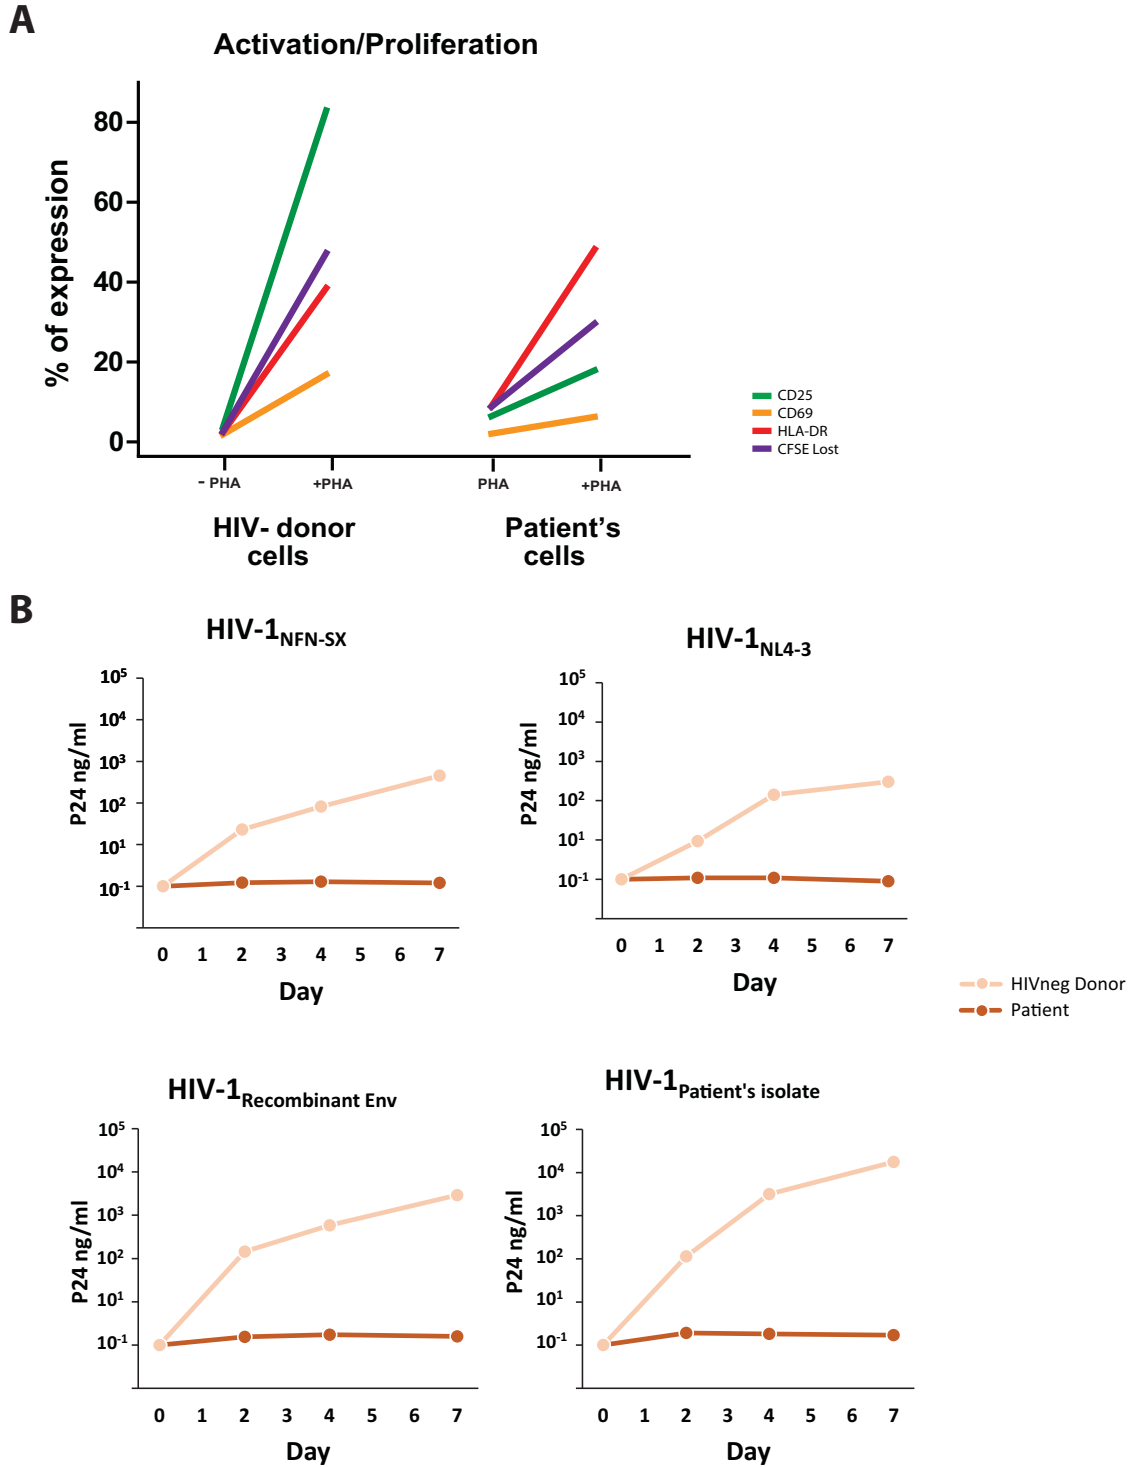 A
Activation/Proliferation
% of expression
80
60
40
20
0
- PHA
+PHA
PHA
+PHA
HIV- donor
cells
Patient's
cells
CD25
CD69
HLA-DR
CFSE Lost
B
HIV-1NFN-SX
P24 ng/ml
10⁵
10⁴
10³
10²
10¹
10⁻¹
0 1 2 3 4 5 6 7
Day
HIV-1NL4-3
P24 ng/ml
10⁵
10⁴
10³
10²
10¹
10⁻¹
0 1 2 3 4 5 6 7
Day
HIVneg Donor
Patient
HIV-1Recombinant Env
P24 ng/ml
10⁵
10⁴
10³
10²
10¹
10⁻¹
0 1 2 3 4 5 6 7
Day
HIV-1Patient's isolate
P24 ng/ml
10⁵
10⁴
10³
10²
10¹
10⁻¹
0 1 2 3 4 5 6 7
Day